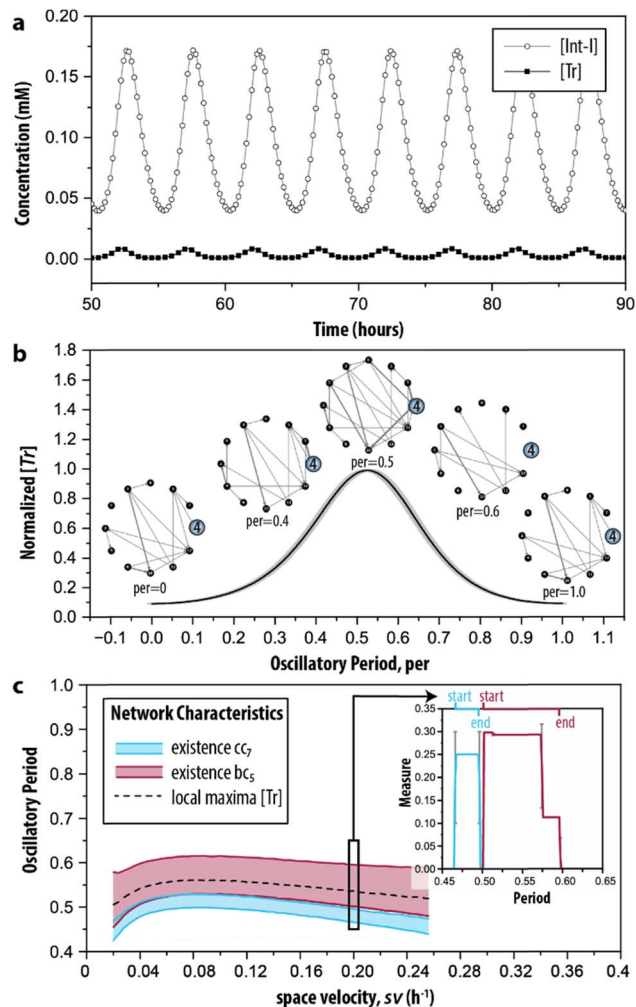 a
0.20
0.15
0.10
0.05
0.00
Concentration (mM)
[Int-I]
[Tr]
50
60
70
80
90
Time (hours)
b
1.8
1.6
1.4
1.2
1.0
0.8
0.6
0.4
0.2
0.0
Normalized [Tr]
4
per=0
4
per=0.4
4
per=0.5
4
per=0.6
4
per=1.0
−0.1 0.0 0.1 0.2 0.3 0.4 0.5 0.6 0.7 0.8 0.9 1.0 1.1
Oscillatory Period, per
c
1.0
0.9
0.8
0.7
0.6
0.5
0.4
Oscillatory Period
Network Characteristics
existence cc7
existence bc5
local maxima [Tr]
start
start
end
end
0.35
0.30
0.25
0.20
0.15
0.10
0.05
0.00
Measure
0.45 0.50 0.55 0.60 0.65
Period
0.00 0.04 0.08 0.12 0.16 0.20 0.24 0.28 0.32 0.36 0.4
space velocity, sv (h-1)